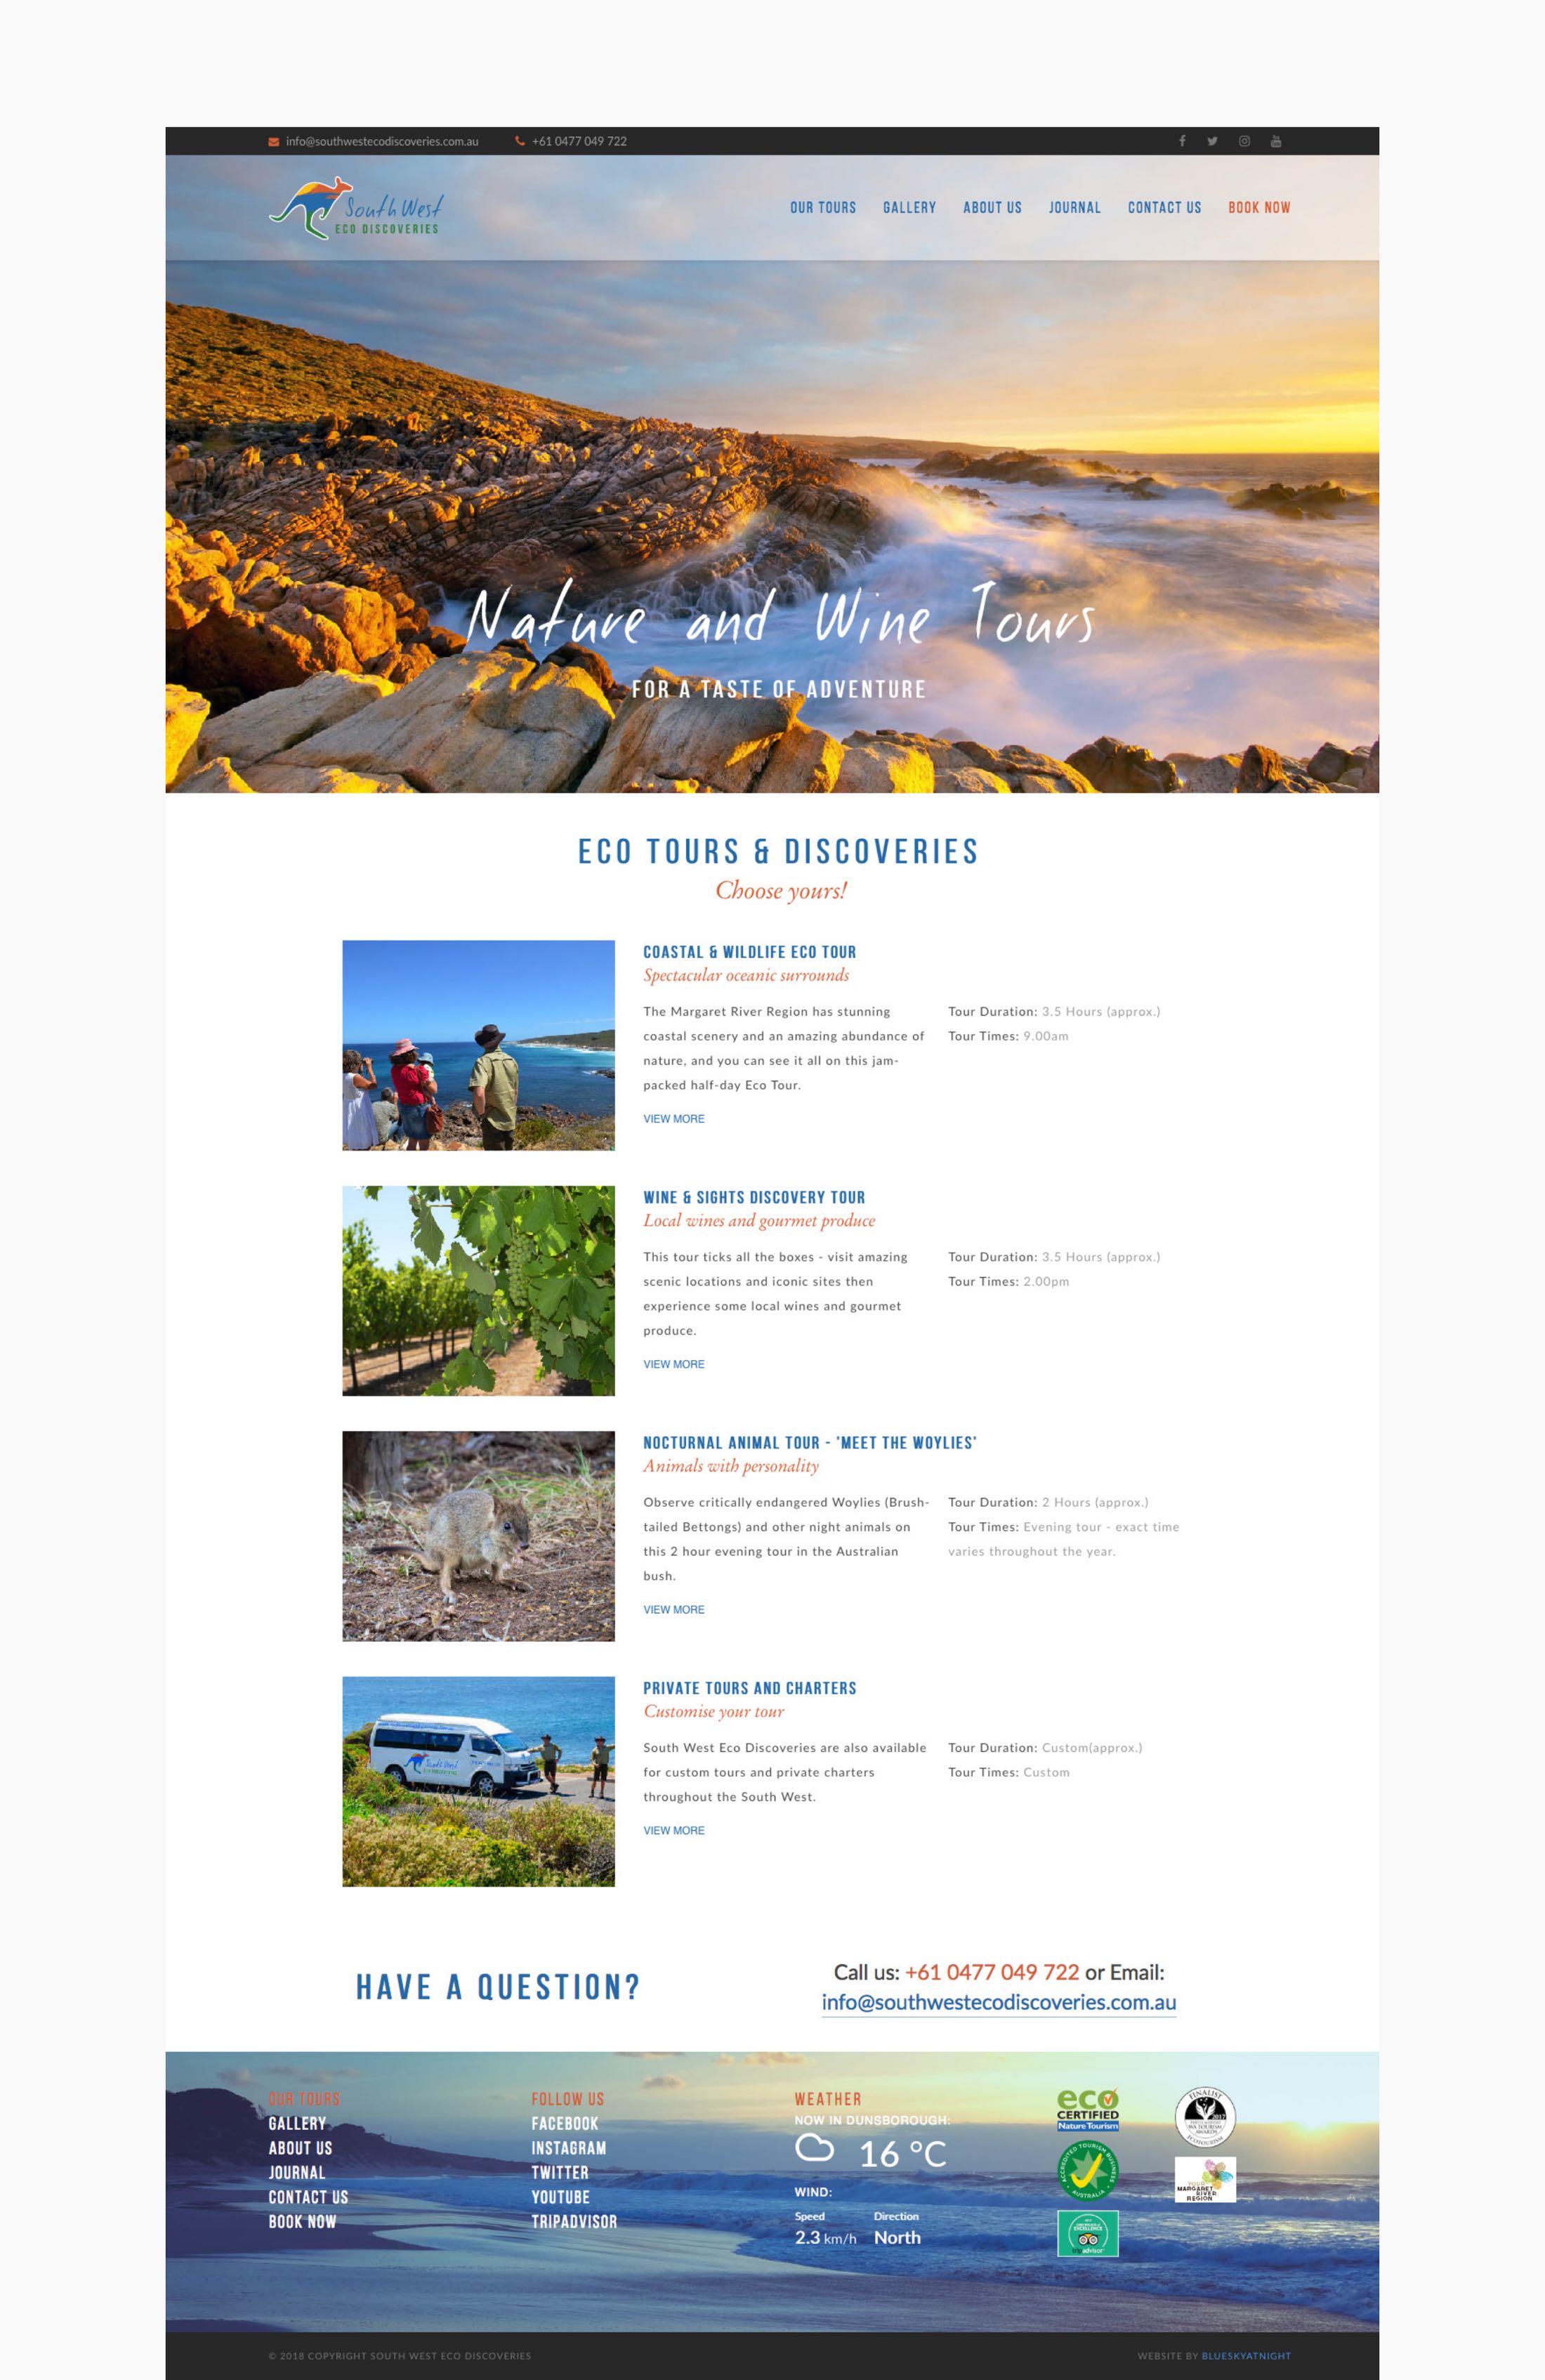 info@southwestecodiscoveries.com.au +61 0477 049 722
South West
ECO DISCOVERIES
OUR TOURS GALLERY ABOUT US JOURNAL CONTACT US BOOK NOW
Nature and Wine Tours
FOR A TASTE OF ADVENTURE
ECO TOURS & DISCOVERIES
Choose yours!
COASTAL & WILDLIFE ECO TOUR
Spectacular oceanic surrounds
The Margaret River Region has stunning
coastal scenery and an amazing abundance of
nature, and you can see it all on this jam-
packed half-day Eco Tour.
Tour Duration: 3.5 Hours (approx.)
Tour Times: 9.00am
VIEW MORE
WINE & SIGHTS DISCOVERY TOUR
Local wines and gourmet produce
This tour ticks all the boxes - visit amazing
scenic locations and iconic sites then
experience some local wines and gourmet
produce.
Tour Duration: 3.5 Hours (approx.)
Tour Times: 2.00pm
VIEW MORE
NOCTURNAL ANIMAL TOUR - "MEET THE WOYLIES"
Animals with personality
Observe critically endangered Woylies (Brush-
tailed Bettongs) and other night animals on
this 2 hour evening tour in the Australian
bush.
Tour Duration: 2 Hours (approx.)
Tour Times: Evening tour - exact time
varies throughout the year.
VIEW MORE
South West
PRIVATE TOURS AND CHARTERS
Customise your tour
South West Eco Discoveries are also available
for custom tours and private charters
throughout the South West.
Tour Duration: Custom(approx.)
Tour Times: Custom
VIEW MORE
HAVE A QUESTION?
Call us: +61 0477 049 722 or Email:
info@southwestecodiscoveries.com.au
OUR TOURS
GALLERY
ABOUT US
JOURNAL
CONTACT US
BOOK NOW
FOLLOW US
FACEBOOK
INSTAGRAM
TWITTER
YOUTUBE
TRIPADVISOR
WEATHER
NOW IN DUNSBOROUGH:
16 °C
WIND:
Speed Direction
2.3 km/h North
eco
CERTIFIED
Nature Tourism
FINALIST
ACCREDITED TOURISM BUSINESS
AUSTRALIA
YOUR
MARGARET
RIVER
REGION
EXCELLENCE
tripadvisor
© 2018 COPYRIGHT SOUTH WEST ECO DISCOVERIES
WEBSITE BY BLUESKYATNIGHT